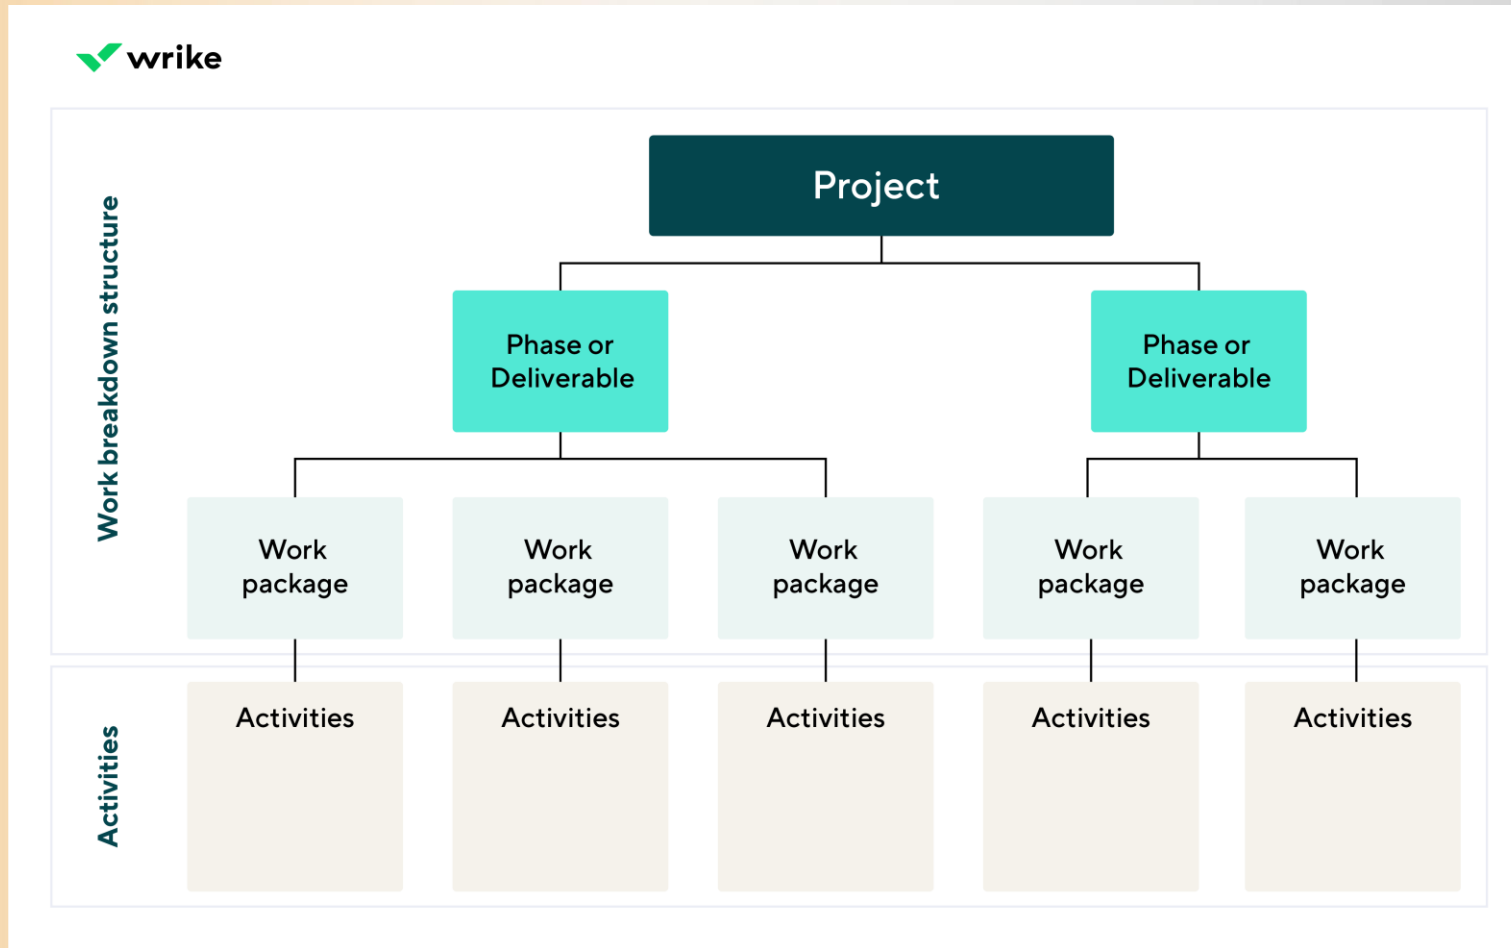 wrike
Project
Work breakdown structure
Phase or
Deliverable
Phase or
Deliverable
Work
package
Work
package
Work
package
Work
package
Work
package
Activities
Activities
Activities
Activities
Activities
Activities